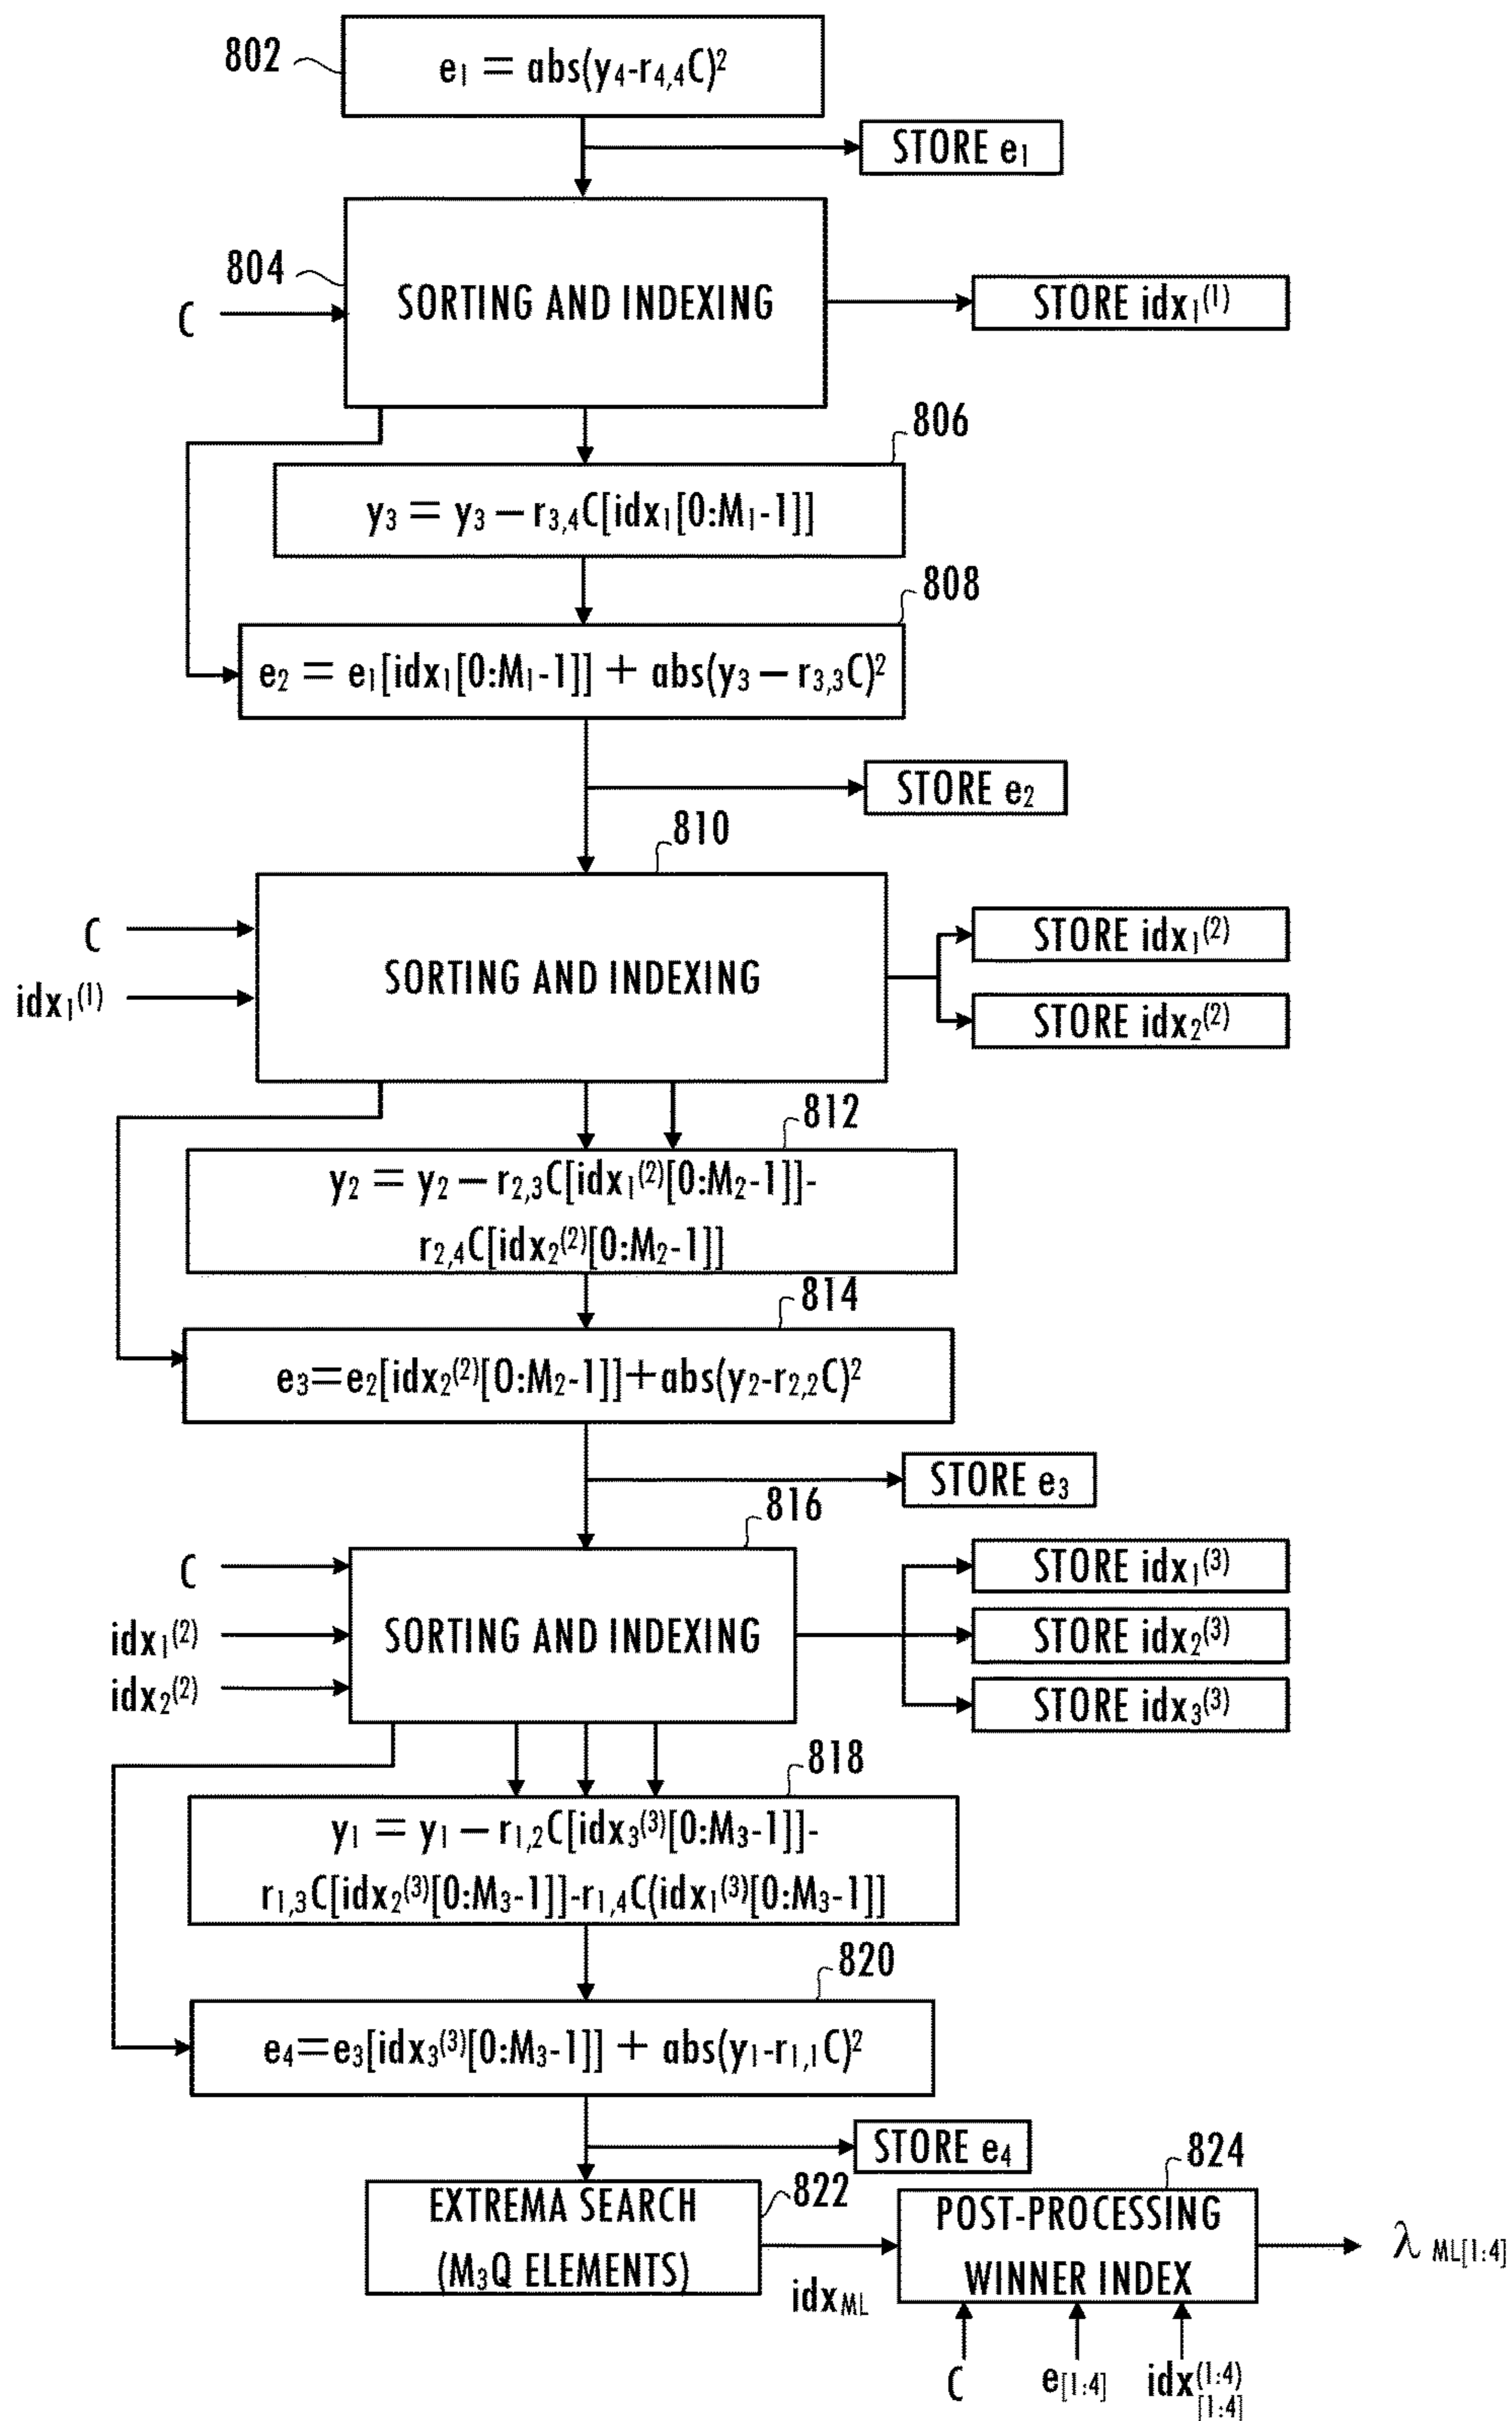 802
e₁ = abs(y₄-r₄,₄C)²
STORE e₁
804
C
SORTING AND INDEXING
STORE idx₁⁽¹⁾
806
y₃ = y₃ – r₃,₄C[idx₁[0:M₁-1]]
808
e₂ = e₁[idx₁[0:M₁-1]] + abs(y₃ – r₃,₃C)²
STORE e₂
810
C
idx₁⁽¹⁾
SORTING AND INDEXING
STORE idx₁⁽²⁾
STORE idx₂⁽²⁾
812
y₂ = y₂ – r₂,₃C[idx₁⁽²⁾[0:M₂-1]]-
r₂,₄C[idx₂⁽²⁾[0:M₂-1]]
814
e₃=e₂[idx₂⁽²⁾[0:M₂-1]]+abs(y₂-r₂,₂C)²
STORE e₃
816
C
idx₁⁽²⁾
idx₂⁽²⁾
SORTING AND INDEXING
STORE idx₁⁽³⁾
STORE idx₂⁽³⁾
STORE idx₃⁽³⁾
818
y₁ = y₁ – r₁,₂C[idx₃⁽³⁾[0:M₃-1]]-
r₁,₃C[idx₂⁽³⁾[0:M₃-1]]-r₁,₄C(idx₁⁽³⁾[0:M₃-1]]
820
e₄=e₃[idx₃⁽³⁾[0:M₃-1]] + abs(y₁-r₁,₁C)²
STORE e₄
822
EXTREMA SEARCH
(M₃Q ELEMENTS)
idx_ML
824
POST-PROCESSING
WINNER INDEX
λ ML[1:4]
C
e[1:4]
idx[1:4]⁽¹:⁴⁾